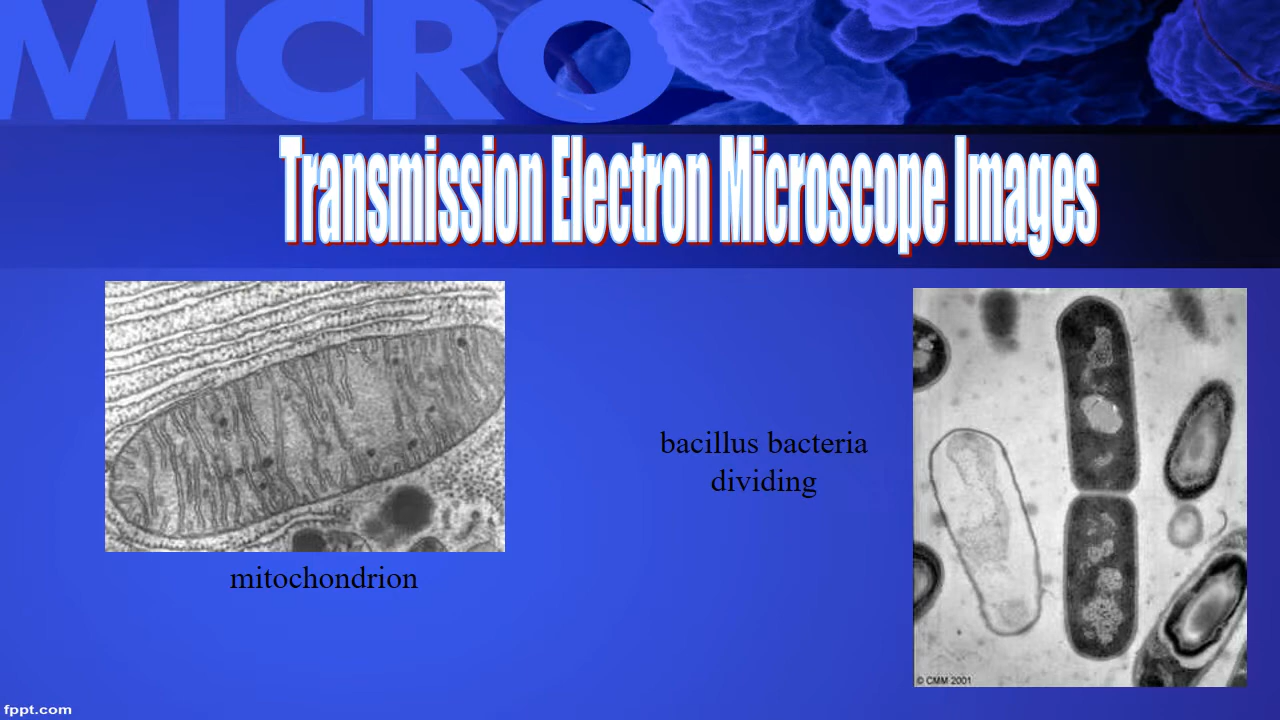 MICRO
Transmission Electron Microscope Images
bacillus bacteria
dividing
mitochondrion
© CMM 2001
fppt.com